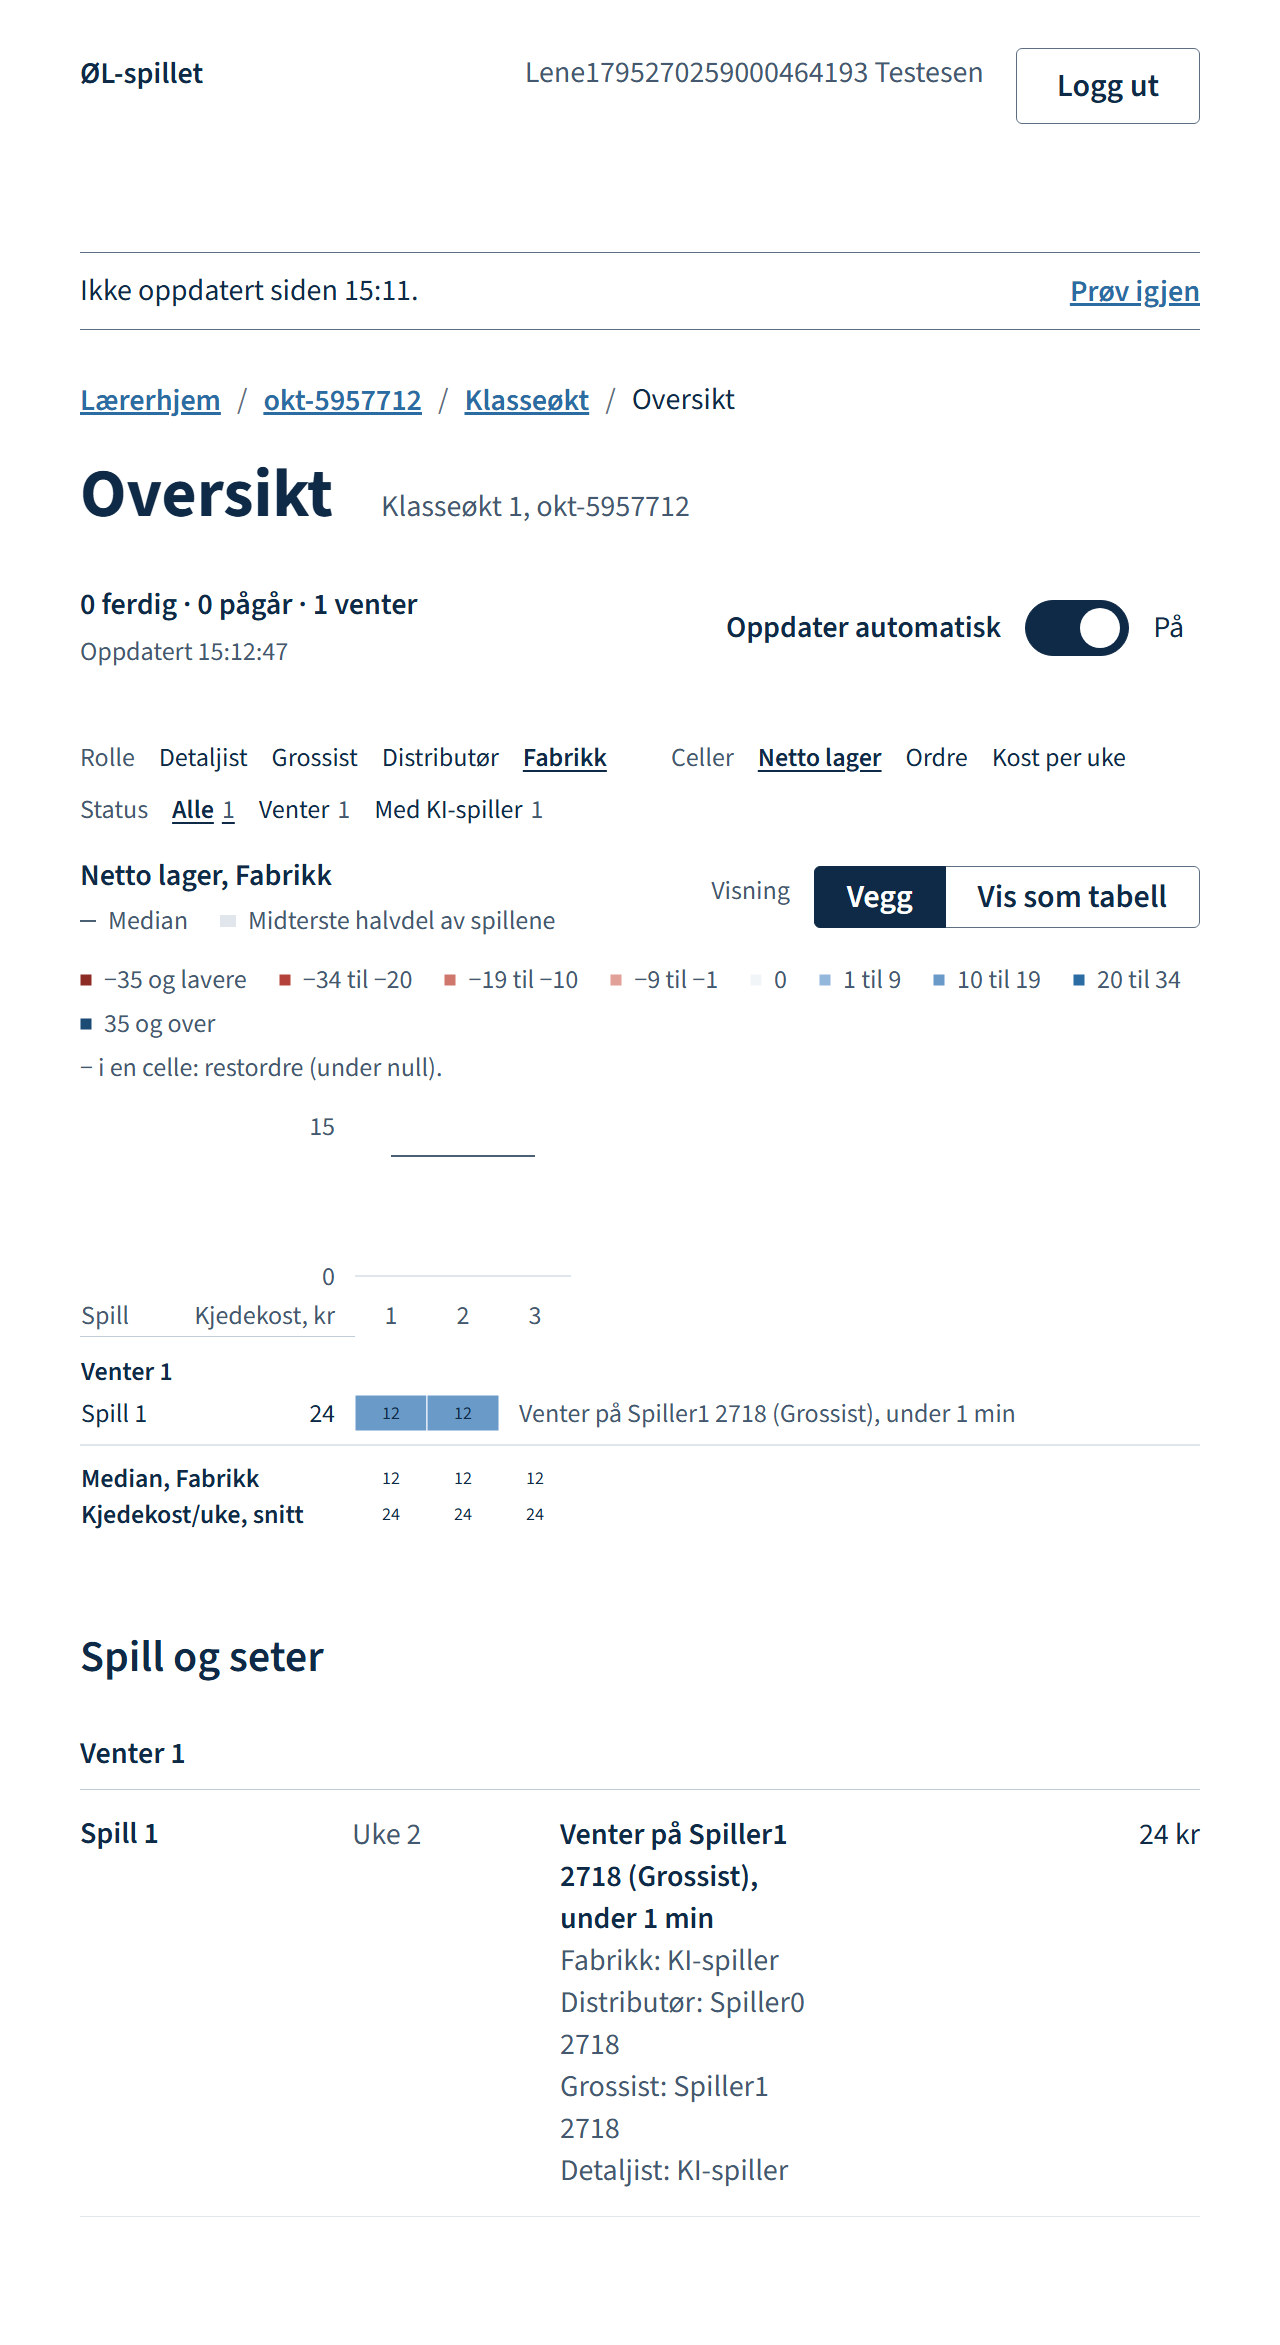 ØL-spillet Lene1795270259000464193 Testesen Logg ut
Ikke oppdatert siden 15:11. Prøv igjen
Lærerhjem / okt-5957712 / Klasseøkt / Oversikt
Oversikt Klasseøkt 1, okt-5957712
0 ferdig · 0 pågår · 1 venter
Oppdatert 15:12:47
Oppdater automatisk På
Rolle Detaljist Grossist Distributør Fabrikk Celler Netto lager Ordre Kost per uke
Status Alle 1 Venter 1 Med KI-spiller 1
Netto lager, Fabrikk
Median Midterste halvdel av spillene
Visning Vegg Vis som tabell
−35 og lavere −34 til −20 −19 til −10 −9 til −1 0 1 til 9 10 til 19 20 til 34
35 og over
− i en celle: restordre (under null).
15
0
Spill Kjedekost, kr 1 2 3
Venter 1
Spill 1 24 12 12 Venter på Spiller1 2718 (Grossist), under 1 min
Median, Fabrikk 12 12 12
Kjedekost/uke, snitt 24 24 24
Spill og seter
Venter 1
Spill 1 Uke 2 Venter på Spiller1 24 kr
2718 (Grossist),
under 1 min
Fabrikk: KI-spiller
Distributør: Spiller0
2718
Grossist: Spiller1
2718
Detaljist: KI-spiller